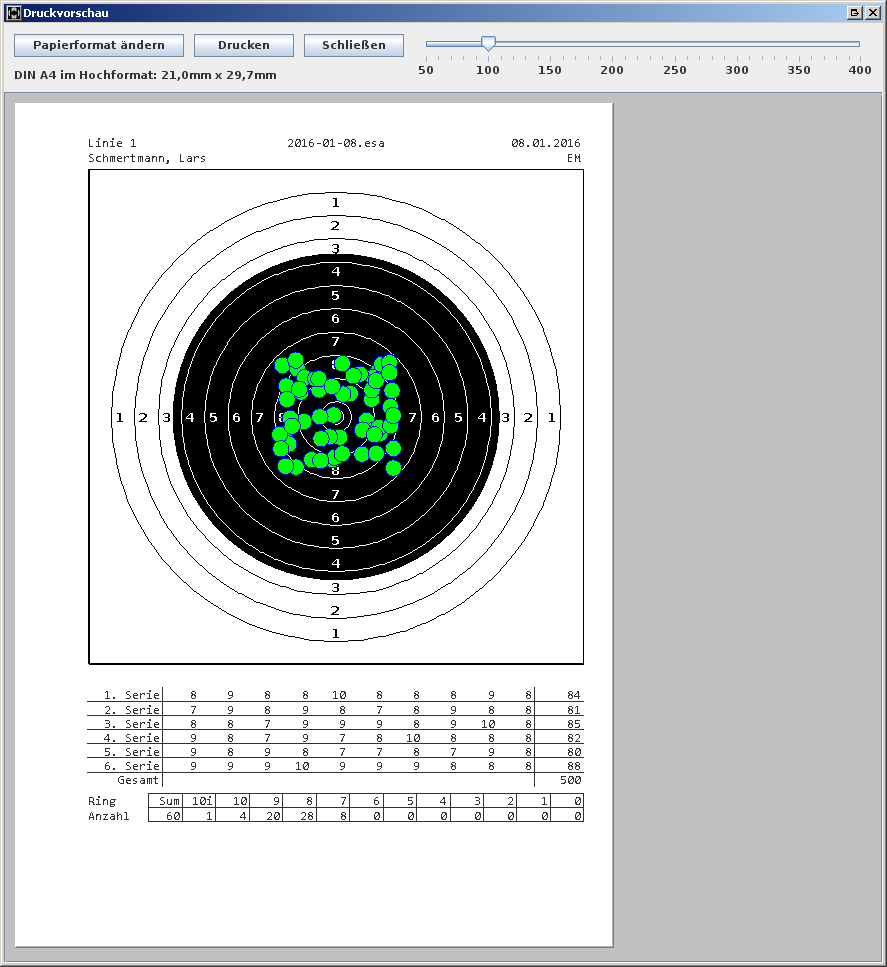 Druckvorschau
Papierformat ändern Drucken Schließen
50 100 150 200 250 300 350 400
DIN A4 im Hochformat: 21,0mm x 29,7mm
Linie 1 2016-01-08.esa 08.01.2016
Schmertmann, Lars EM
1
2
3
4
5
6
7
1 2 3 4 5 6 7 7 6 5 4 3 2 1
8
7
6
5
4
3
2
1
1. Serie 8 9 8 8 10 8 8 8 9 8 84
2. Serie 7 9 8 9 8 7 8 9 8 8 81
3. Serie 8 8 7 9 9 9 8 9 10 8 85
4. Serie 9 8 7 9 7 8 10 8 8 8 82
5. Serie 9 8 9 8 7 7 8 7 9 8 80
6. Serie 9 9 9 10 9 9 9 8 8 8 88
Gesamt 500
Ring Sum 10i 10 9 8 7 6 5 4 3 2 1 0
Anzahl 60 1 4 20 28 8 0 0 0 0 0 0 0